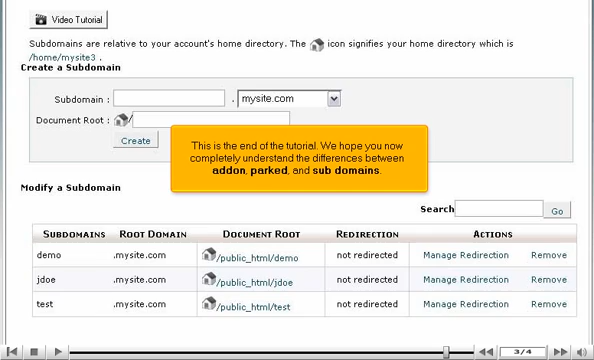 Video Tutorial
Subdomains are relative to your account's home directory. The icon signifies your home directory which is
/home/mysite3 .
Create a Subdomain
Subdomain : . mysite.com
Document Root : /
Create
This is the end of the tutorial. We hope you now
completely understand the differences between
addon, parked, and sub domains.
Modify a Subdomain
Search Go
SUBDOMAINS ROOT DOMAIN DOCUMENT ROOT REDIRECTION ACTIONS
demo .mysite.com /public_html/demo not redirected Manage Redirection Remove
jdoe .mysite.com /public_html/jdoe not redirected Manage Redirection Remove
test .mysite.com /public_html/test not redirected Manage Redirection Remove
3/4